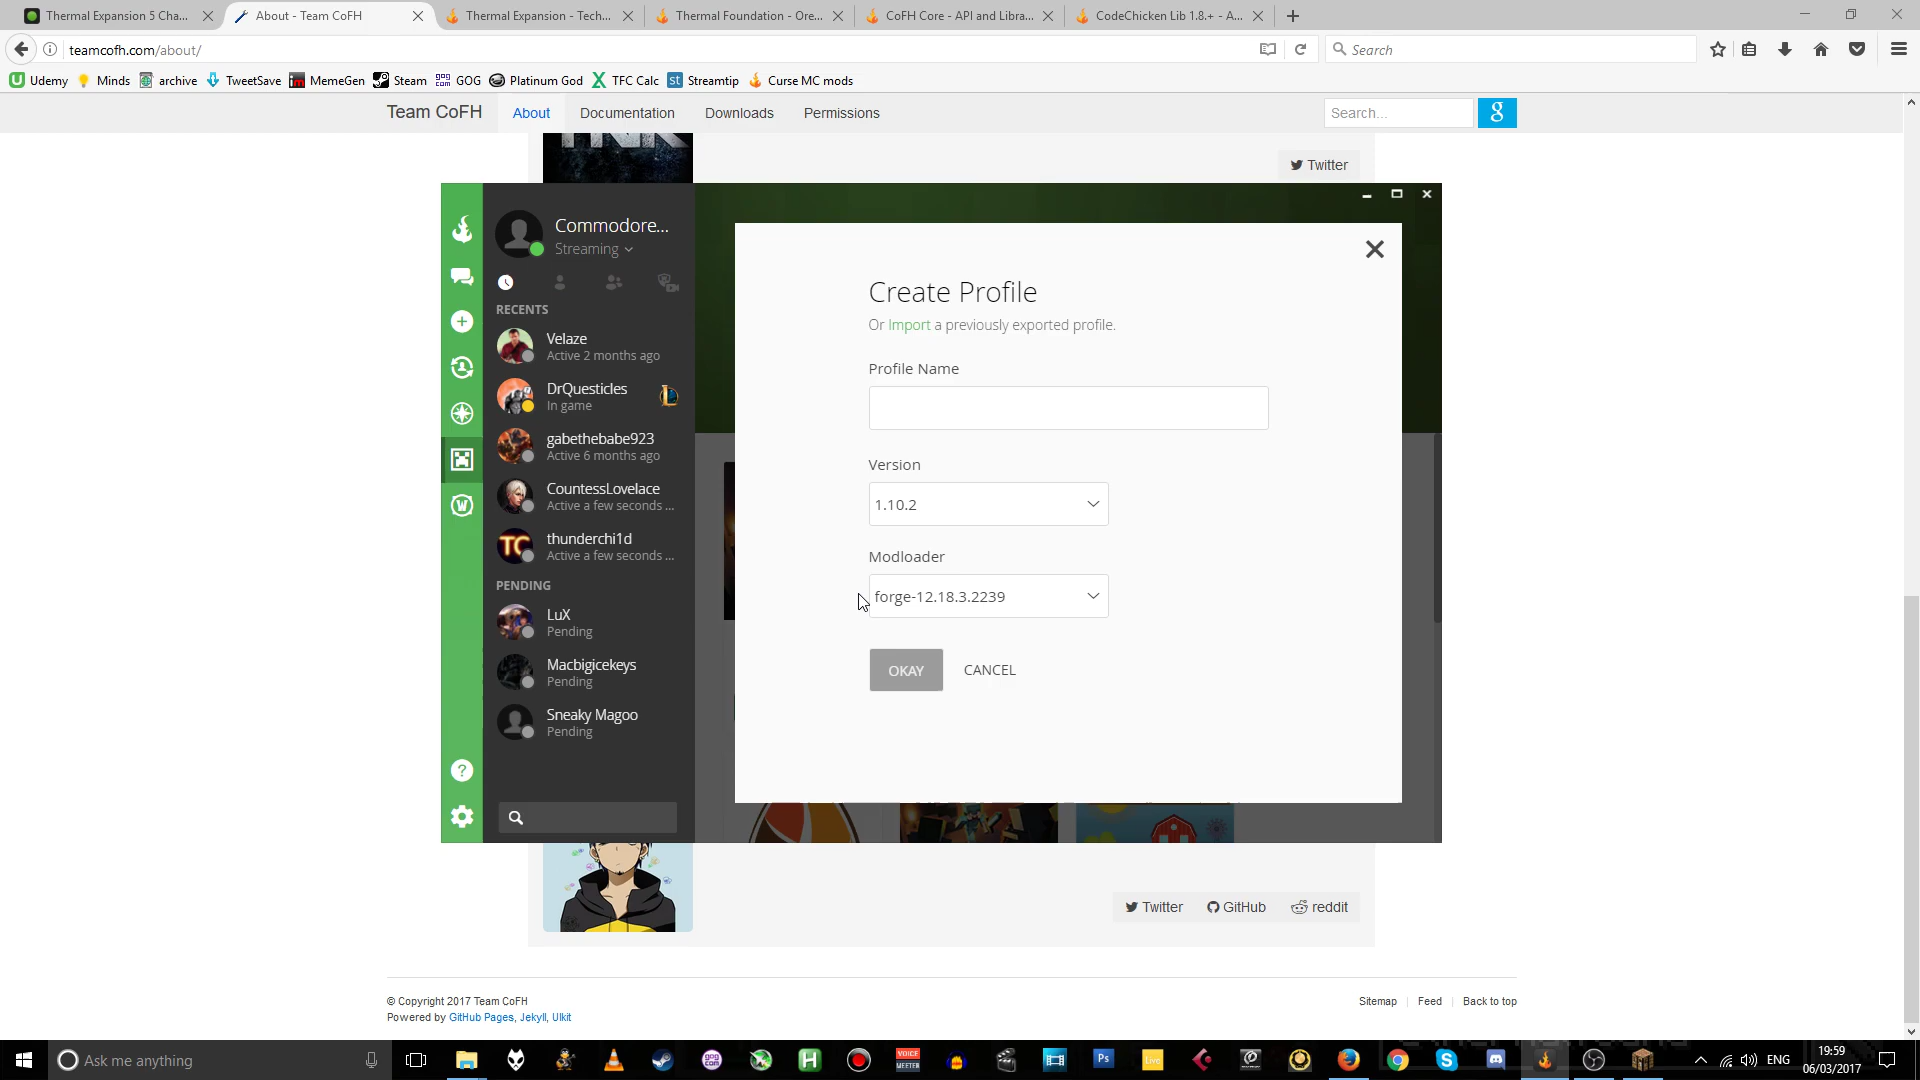 Thermal Expansion 5 Cha...
About - Team CoFH
Thermal Expansion - Tech...
Thermal Foundation - Ore...
CoFH Core - API and Libra...
CodeChicken Lib 1.8.+ - A...
teamcofh.com/about/
Search
Udemy
Minds
archive
TweetSave
MemeGen
Steam
GOG
Platinum God
TFC Calc
Streamtip
Curse MC mods
Team CoFH
About
Documentation
Downloads
Permissions
Search...
Twitter
Commodore...
Streaming
RECENTS
Velaze
Active 2 months ago
DrQuesticles
In game
gabethebabe923
Active 6 months ago
CountessLovelace
Active a few seconds ...
thunderchi1d
Active a few seconds ...
PENDING
LuX
Pending
Macbigicekeys
Pending
Sneaky Magoo
Pending
Create Profile
Or Import a previously exported profile.
Profile Name
Version
1.10.2
Modloader
forge-12.18.3.2239
OKAY
CANCEL
Twitter
GitHub
reddit
© Copyright 2017 Team CoFH
Powered by GitHub Pages, Jekyll, UIkit
Sitemap
Feed
Back to top
Ask me anything
ENG
19:59
06/03/2017